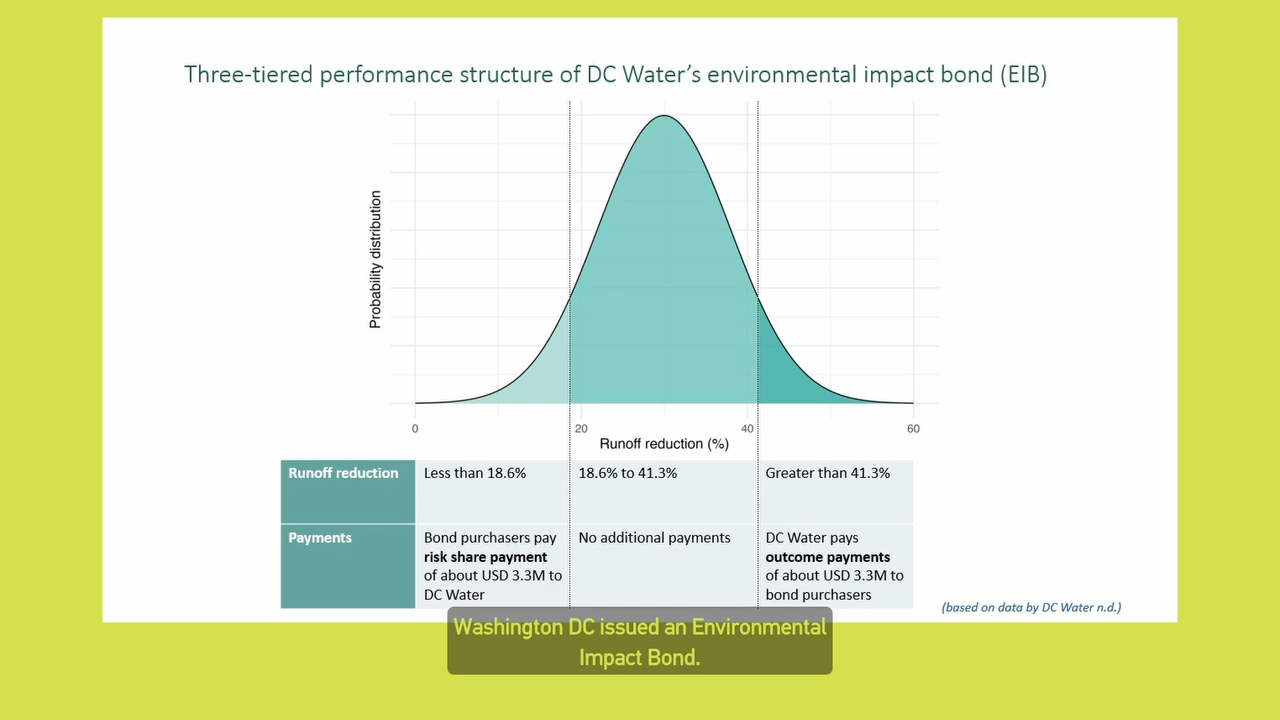 Three-tiered performance structure of DC Water’s environmental impact bond (EIB)
Probability distribution
0
20
40
60
Runoff reduction (%)
Runoff reduction
Less than 18.6%
18.6% to 41.3%
Greater than 41.3%
Payments
Bond purchasers pay
risk share payment
of about USD 3.3M to
DC Water
No additional payments
DC Water pays
outcome payments
of about USD 3.3M to
bond purchasers
(based on data by DC Water n.d.)
Washington DC issued an Environmental
Impact Bond.